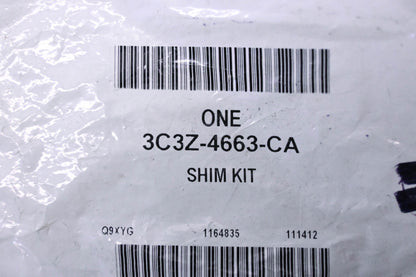 ONE
3C3Z-4663-CA
SHIM KIT
Q9XYG 1164835 111412